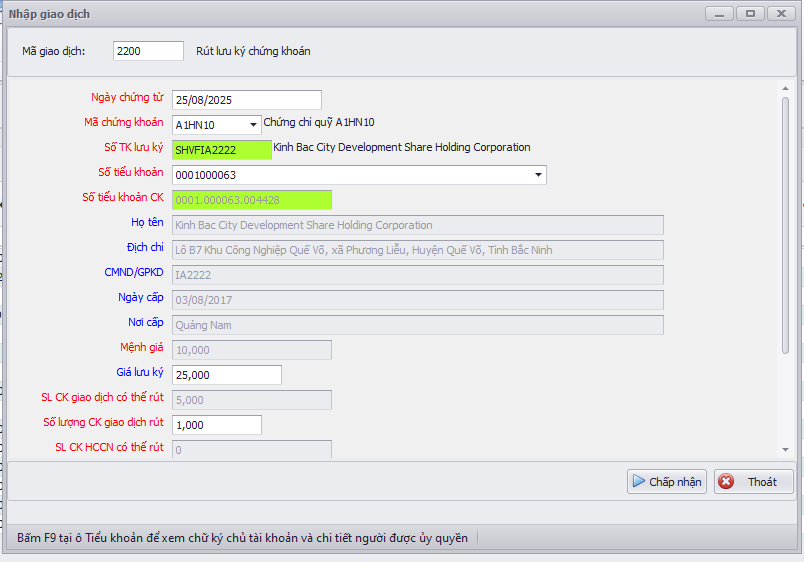 Nhập giao dịch
Mã giao dịch: 2200 Rút lưu ký chứng khoán
Ngày chứng từ 25/08/2025
Mã chứng khoán A1HN10 Chứng chỉ quỹ A1HN10
Số TK lưu ký SHVFIA2222 Kinh Bac City Development Share Holding Corporation
Số tiểu khoản 0001000063
Số tiểu khoản CK 0001.000063.004428
Họ tên Kinh Bac City Development Share Holding Corporation
Địa chỉ Lô B7 Khu Công Nghiệp Quế Võ, xã Phương Liễu, Huyện Quế Võ, Tỉnh Bắc Ninh
CMND/GPKD IA2222
Ngày cấp 03/08/2017
Nơi cấp Quảng Nam
Mệnh giá 10,000
Giá lưu ký 25,000
SL CK giao dịch có thể rút 5,000
Số lượng CK giao dịch rút 1,000
SL CK HCCN có thể rút 0
Chấp nhận Thoát
Bấm F9 tại ô Tiểu khoản để xem chữ ký chủ tài khoản và chi tiết người được ủy quyền